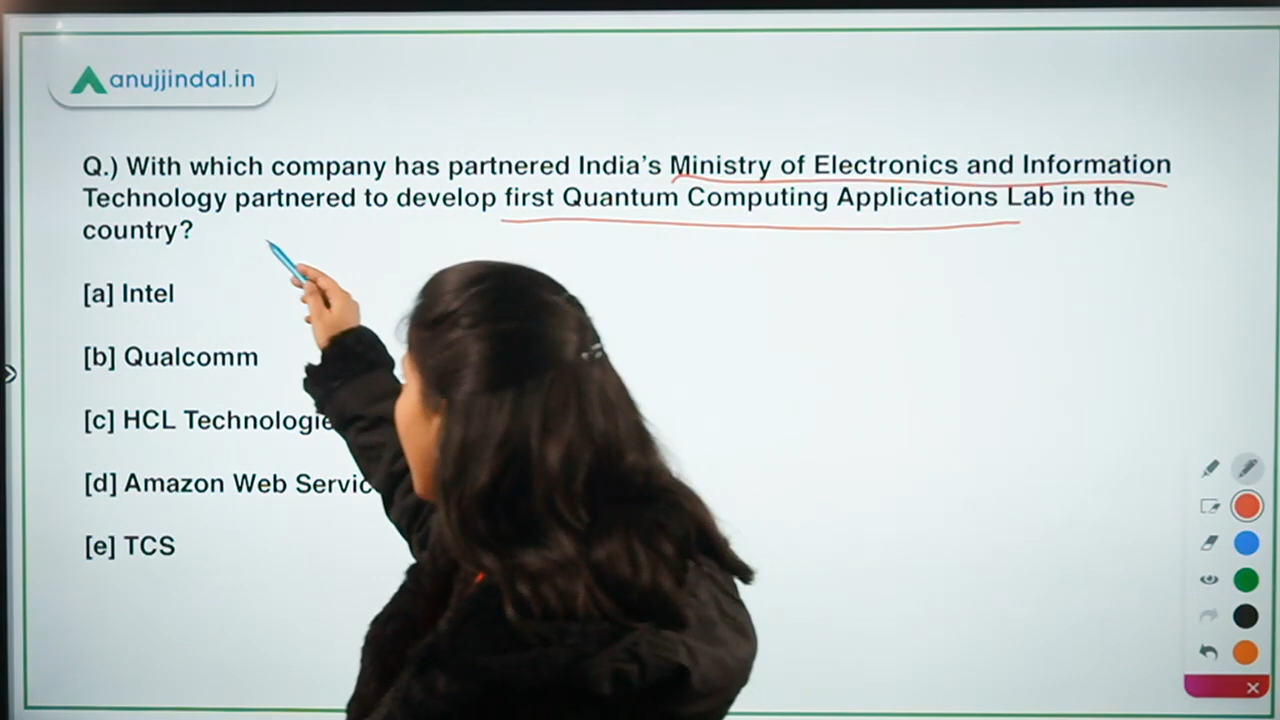 anujjindal.in
Q.) With which company has partnered India's Ministry of Electronics and Information
Technology partnered to develop first Quantum Computing Applications Lab in the
country?
[a] Intel
[b] Qualcomm
[c] HCL Technologie
[d] Amazon Web Servic
[e] TCS